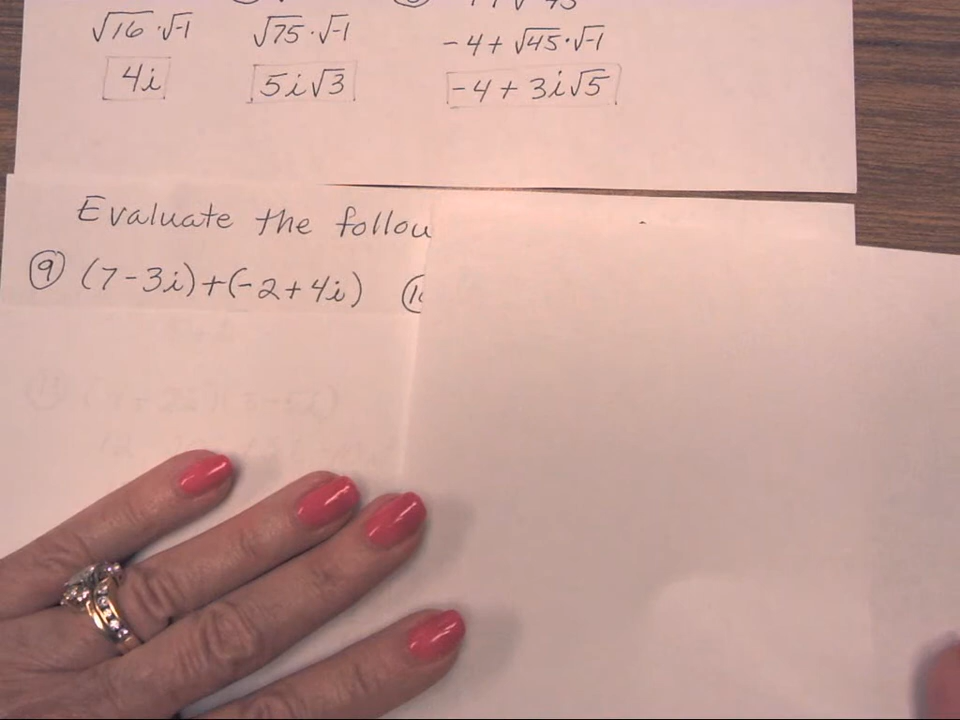 √16 · √-1 √75 · √-1 -4 + √45 · √-1
4i 5i√3 -4 + 3i√5
Evaluate the
⑨ (7-3i)+(-2+4i)